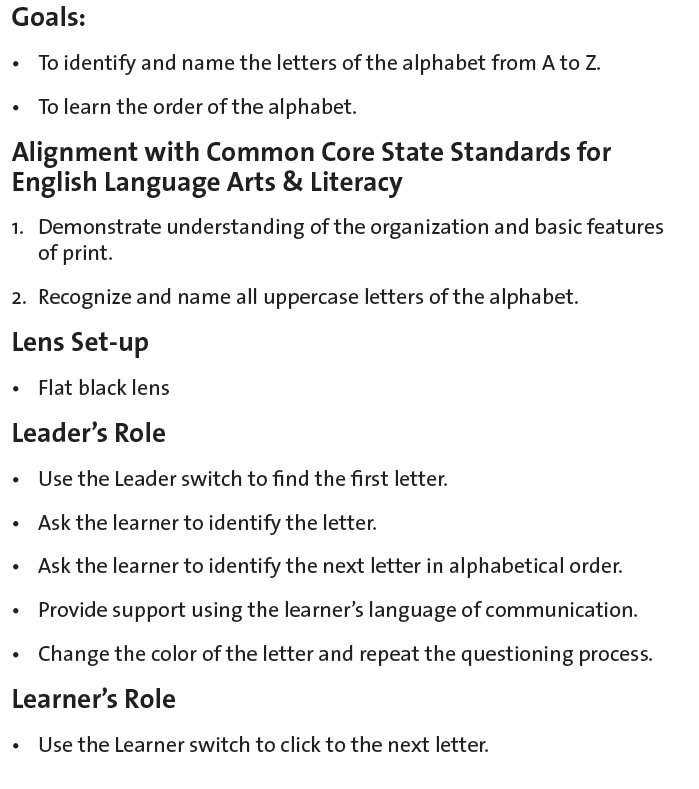 Goals:
• To identify and name the letters of the alphabet from A to Z.
• To learn the order of the alphabet.
Alignment with Common Core State Standards for
English Language Arts & Literacy
1. Demonstrate understanding of the organization and basic features
of print.
2. Recognize and name all uppercase letters of the alphabet.
Lens Set-up
• Flat black lens
Leader’s Role
• Use the Leader switch to find the first letter.
• Ask the learner to identify the letter.
• Ask the learner to identify the next letter in alphabetical order.
• Provide support using the learner’s language of communication.
• Change the color of the letter and repeat the questioning process.
Learner’s Role
• Use the Learner switch to click to the next letter.